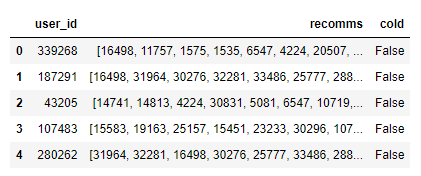 user_id recomms cold
0 339268 [16498, 11757, 1575, 1535, 6547, 4224, 20507, ... False
1 187291 [16498, 31964, 30276, 32281, 33486, 25777, 288... False
2 43205 [14741, 14813, 4224, 30831, 5081, 6547, 10719,... False
3 107483 [15583, 19163, 25157, 15451, 23233, 30296, 107... False
4 280262 [31964, 32281, 16498, 30276, 25777, 33486, 288... False